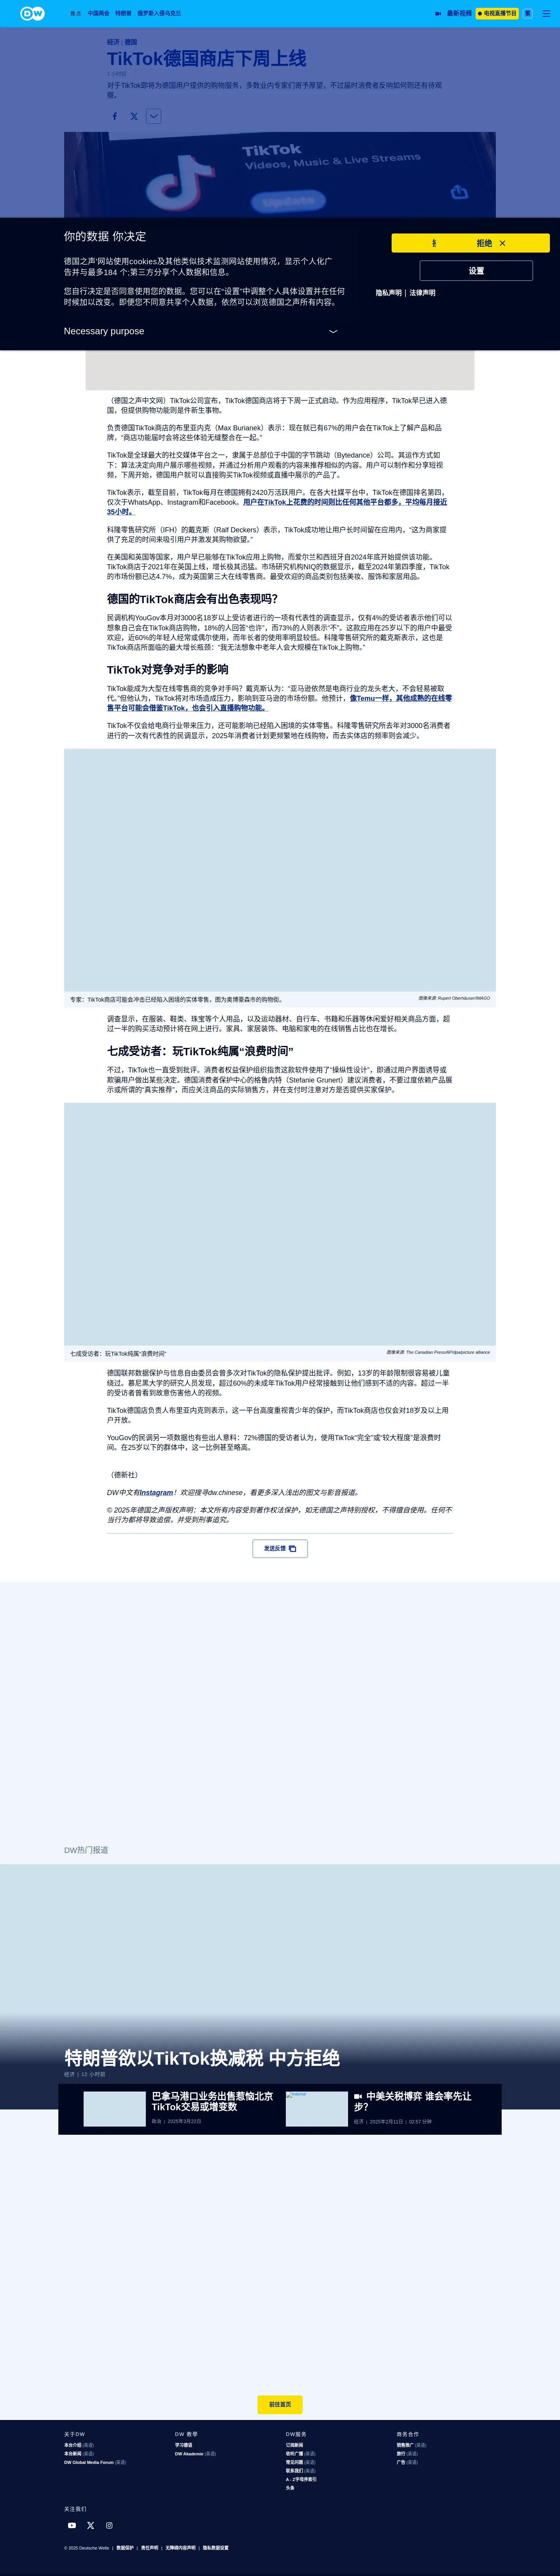 DW
焦点 中国两会 特朗普 俄罗斯入侵乌克兰
最新视频 电视直播节目 繁
经济 | 德国
TikTok德国商店下周上线
1 小时前
对于TikTok即将为德国用户提供的购物服务，多数业内专家们寄予厚望，不过届时消费者反响如何则还有待观
察。
TikTok
Videos, Music & Live Streams
Update
你的数据 你决定
德国之声'网站使用cookies及其他类似技术监测网站使用情况，显示个人化广
告并与最多184 个;第三方分享个人数据和信息。
您自行决定是否同意使用您的数据。您可以在"设置"中调整个人具体设置并在任何
时候加以改变。即便您不同意共享个人数据，依然可以浏览德国之声所有内容。
Necessary purpose
拒绝
设置
隐私声明 | 法律声明
（德国之声中文网）TikTok公司宣布，TikTok德国商店将于下周一正式启动。作为应用程序，TikTok早已进入德
国，但提供购物功能则是件新生事物。
负责德国TikTok商店的布里亚内克（Max Burianek）表示：现在就已有67%的用户会在TikTok上了解产品和品
牌，“商店功能届时会将这些体验无缝整合在一起。”
TikTok是全球最大的社交媒体平台之一，隶属于总部位于中国的字节跳动（Bytedance）公司。其运作方式如
下：算法决定向用户展示哪些视频，并通过分析用户观看的内容来推荐相似的内容。用户可以制作和分享短视
频，下周开始，德国用户就可以直接购买TikTok视频或直播中展示的产品了。
TikTok表示，截至目前，TikTok每月在德国拥有2420万活跃用户。在各大社媒平台中，TikTok在德国排名第四，
仅次于WhatsApp、Instagram和Facebook。用户在TikTok上花费的时间则比任何其他平台都多，平均每月接近
35小时。
科隆零售研究所（IFH）的戴克斯（Ralf Deckers）表示，TikTok成功地让用户长时间留在应用内，“这为商家提
供了充足的时间来吸引用户并激发其购物欲望。”
在美国和英国等国家，用户早已能够在TikTok应用上购物，而爱尔兰和西班牙自2024年底开始提供该功能。
TikTok商店于2021年在英国上线，增长极其迅猛。市场研究机构NIQ的数据显示，截至2024年第四季度，TikTok
的市场份额已达4.7%，成为英国第三大在线零售商。最受欢迎的商品类别包括美妆、服饰和家居用品。
德国的TikTok商店会有出色表现吗？
民调机构YouGov本月对3000名18岁以上受访者进行的一项有代表性的调查显示，仅有4%的受访者表示他们可以
想象自己会在TikTok商店购物，18%的人回答“也许”，而73%的人则表示“不”。这款应用在25岁以下的用户中最受
欢迎，近60%的年轻人经常或偶尔使用，而年长者的使用率明显较低。科隆零售研究所的戴克斯表示，这也是
TikTok商店所面临的最大增长瓶颈：“我无法想象中老年人会大规模在TikTok上购物。”
TikTok对竞争对手的影响
TikTok能成为大型在线零售商的竞争对手吗？戴克斯认为：“亚马逊依然是电商行业的龙头老大，不会轻易被取
代。”但他认为，TikTok将对市场造成压力，影响到亚马逊的市场份额。他预计，像Temu一样，其他成熟的在线零
售平台可能会借鉴TikTok，也会引入直播购物功能。
TikTok不仅会给电商行业带来压力，还可能影响已经陷入困境的实体零售。科隆零售研究所去年对3000名消费者
进行的一次有代表性的民调显示，2025年消费者计划更频繁地在线购物，而去实体店的频率则会减少。
专家：TikTok商店可能会冲击已经陷入困境的实体零售，图为奥博豪森市的购物街。
图像来源: Rupert Oberhäuser/IMAGO
调查显示，在服装、鞋类、珠宝等个人用品，以及运动器材、自行车、书籍和乐器等休闲爱好相关商品方面，超
过一半的购买活动预计将在网上进行。家具、家居装饰、电脑和家电的在线销售占比也在增长。
七成受访者：玩TikTok纯属“浪费时间”
不过，TikTok也一直受到批评。消费者权益保护组织指责这款软件使用了“操纵性设计”，即通过用户界面诱导或
欺骗用户做出某些决定。德国消费者保护中心的格鲁内特（Stefanie Grunert）建议消费者，不要过度依赖产品展
示或所谓的“真实推荐”，而应关注商品的实际销售方，并在支付时注意对方是否提供买家保护。
七成受访者：玩TikTok纯属“浪费时间”
图像来源: The Canadian Press/AP/dpa/picture alliance
德国联邦数据保护与信息自由委员会曾多次对TikTok的隐私保护提出批评。例如，13岁的年龄限制很容易被儿童
绕过。慕尼黑大学的研究人员发现，超过60%的未成年TikTok用户经常接触到让他们感到不适的内容。超过一半
的受访者曾看到故意伤害他人的视频。
TikTok德国店负责人布里亚内克则表示，这一平台高度重视青少年的保护，而TikTok商店也仅会对18岁及以上用
户开放。
YouGov的民调另一项数据也有些出人意料：72%德国的受访者认为，使用TikTok“完全”或“较大程度”是浪费时
间。在25岁以下的群体中，这一比例甚至略高。
（德新社）
DW中文有Instagram！欢迎搜寻dw.chinese，看更多深入浅出的图文与影音报道。
© 2025年德国之声版权声明：本文所有内容受到著作权法保护，如无德国之声特别授权，不得擅自使用。任何不
当行为都将导致追偿，并受到刑事追究。
发送反馈
DW热门报道
特朗普欲以TikTok换减税 中方拒绝
经济 | 12 小时前
巴拿马港口业务出售惹恼北京
TikTok交易或增变数
政治 | 2025年3月22日
中美关税博弈 谁会率先让
步？
经济 | 2025年2月11日 | 02:57 分钟
前往首页
关于DW
本台介绍 (英语)
本台新闻 (英语)
DW Global Media Forum (英语)
DW 教學
学习德语
DW Akademie (英语)
DW服务
订阅新闻
收听广播 (英语)
常见问题 (英语)
联系我们 (英语)
A - Z字母序索引
头条
商务合作
销售推广 (英语)
旅行 (英语)
广告 (英语)
关注我们
© 2025 Deutsche Welle | 数据保护 | 责任声明 | 无障碍内容声明 | 隐私数据设置